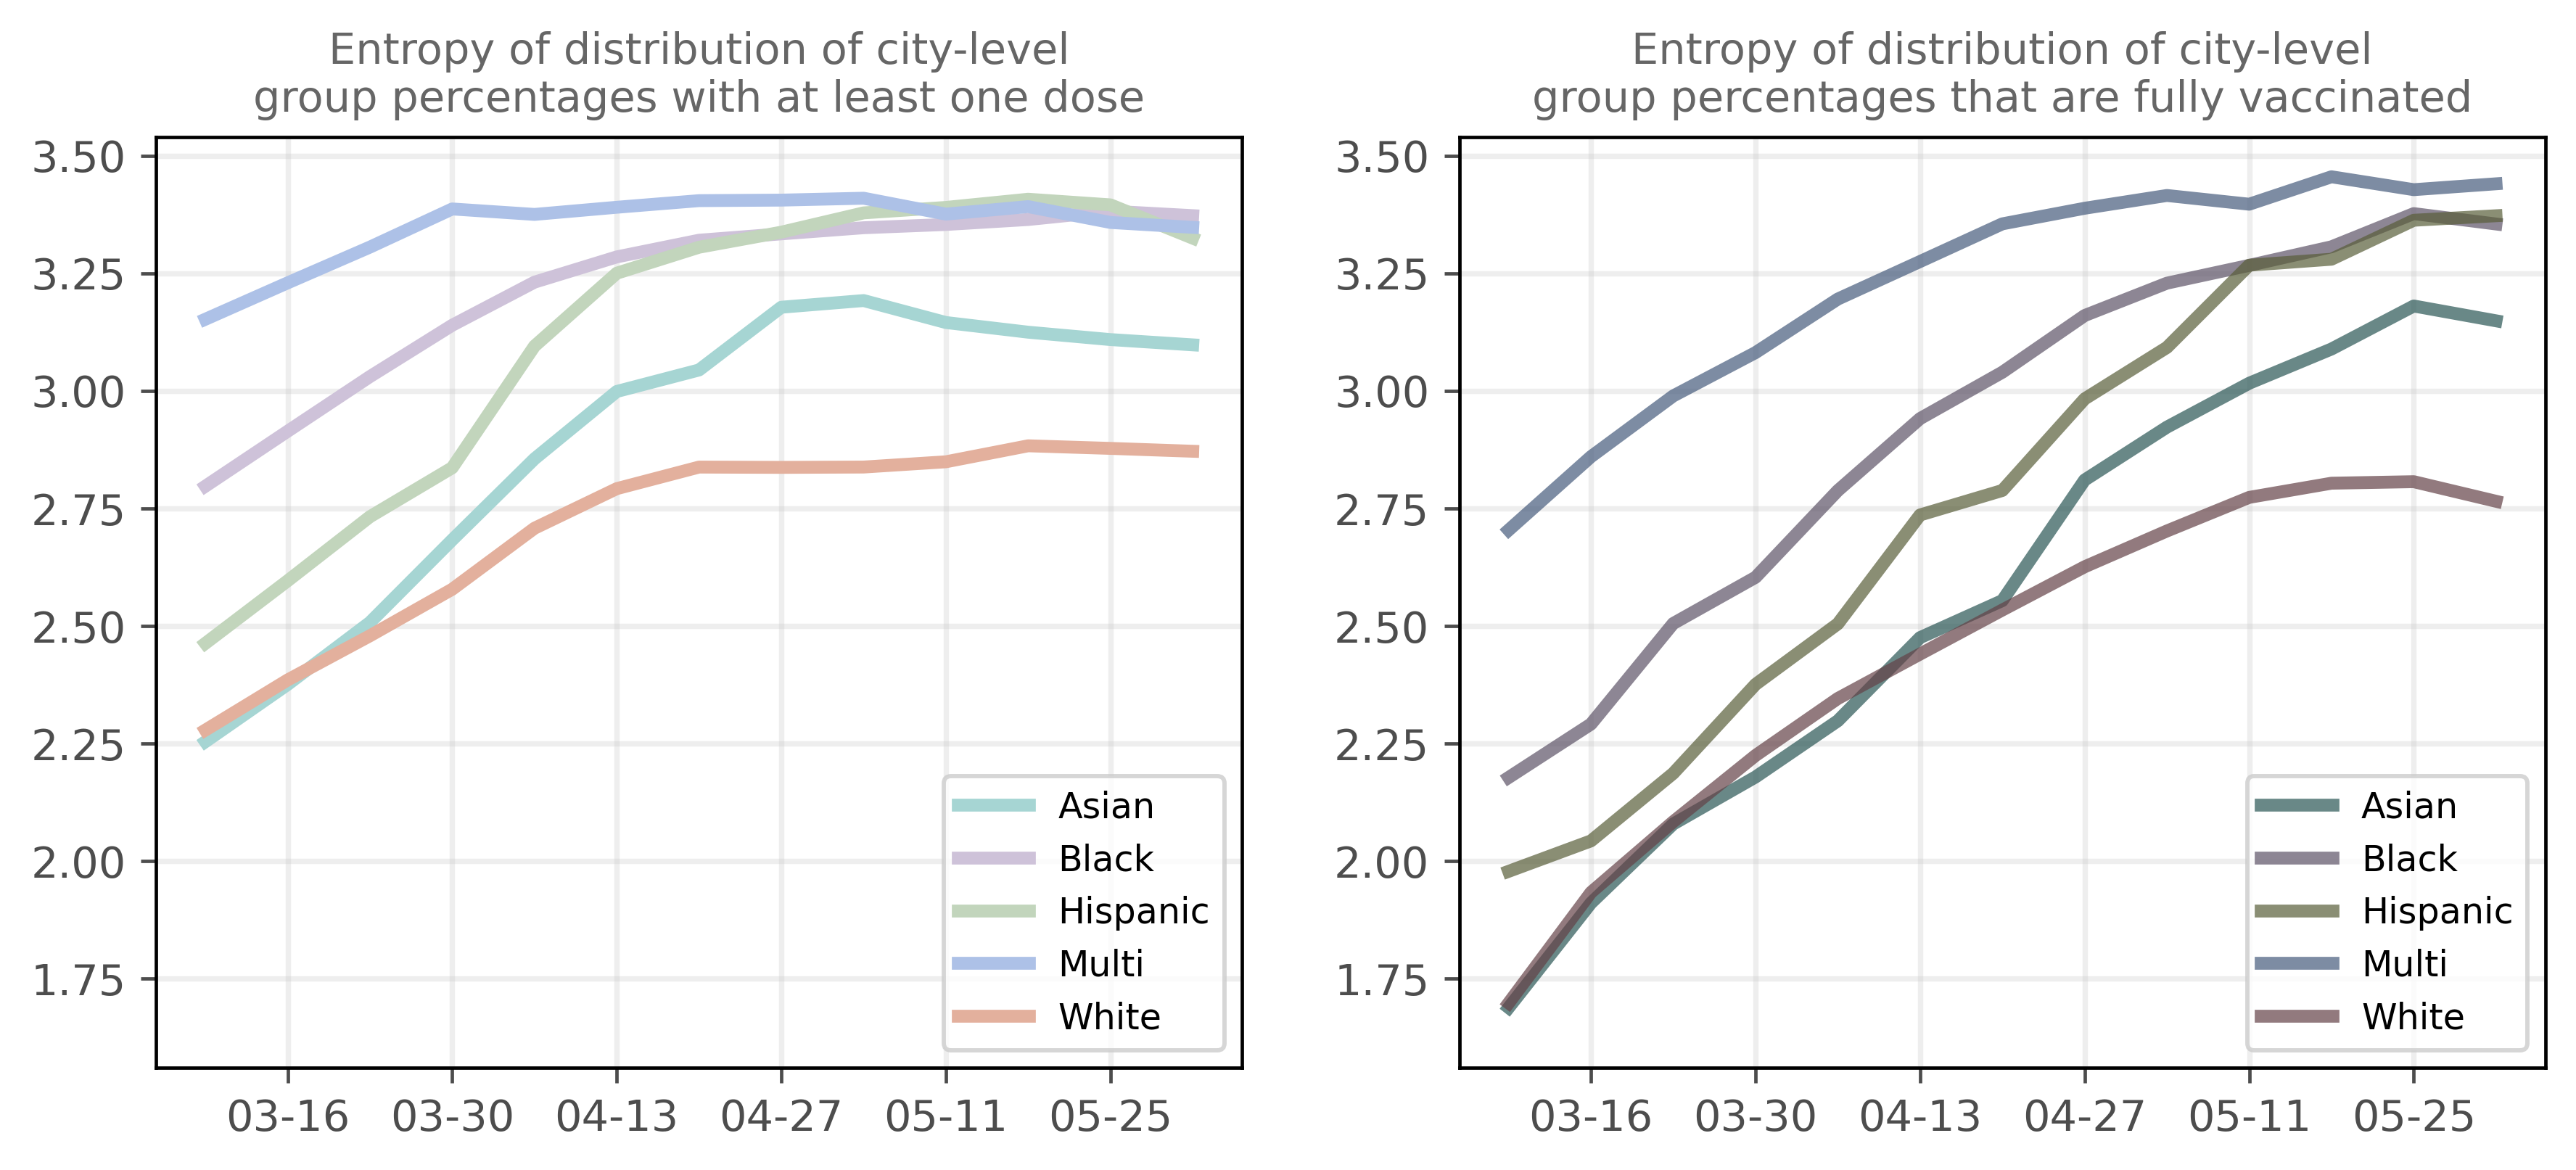 Entropy of distribution of city-level
group percentages with at least one dose
3.50
3.25
3.00
2.75
2.50
2.25
2.00
1.75
03-16 03-30 04-13 04-27 05-11 05-25
Asian
Black
Hispanic
Multi
White
Entropy of distribution of city-level
group percentages that are fully vaccinated
3.50
3.25
3.00
2.75
2.50
2.25
2.00
1.75
03-16 03-30 04-13 04-27 05-11 05-25
Asian
Black
Hispanic
Multi
White